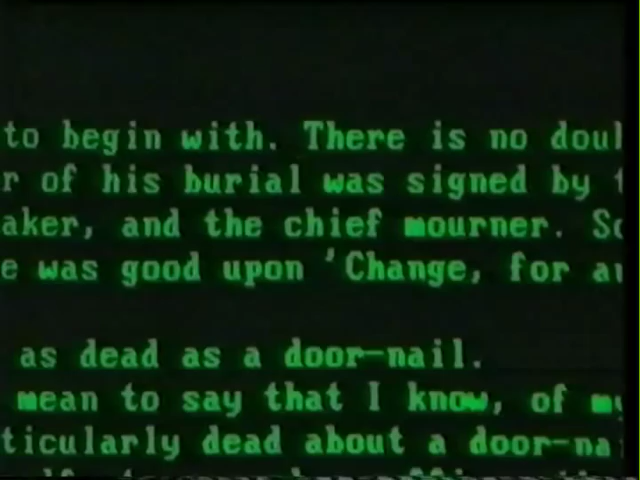 to begin with. There is no doub
r of his burial was signed by t
aker, and the chief mourner. Sc
e was good upon 'Change, for a
as dead as a door-nail.
mean to say that I know, of my
ticularly dead about a door-na